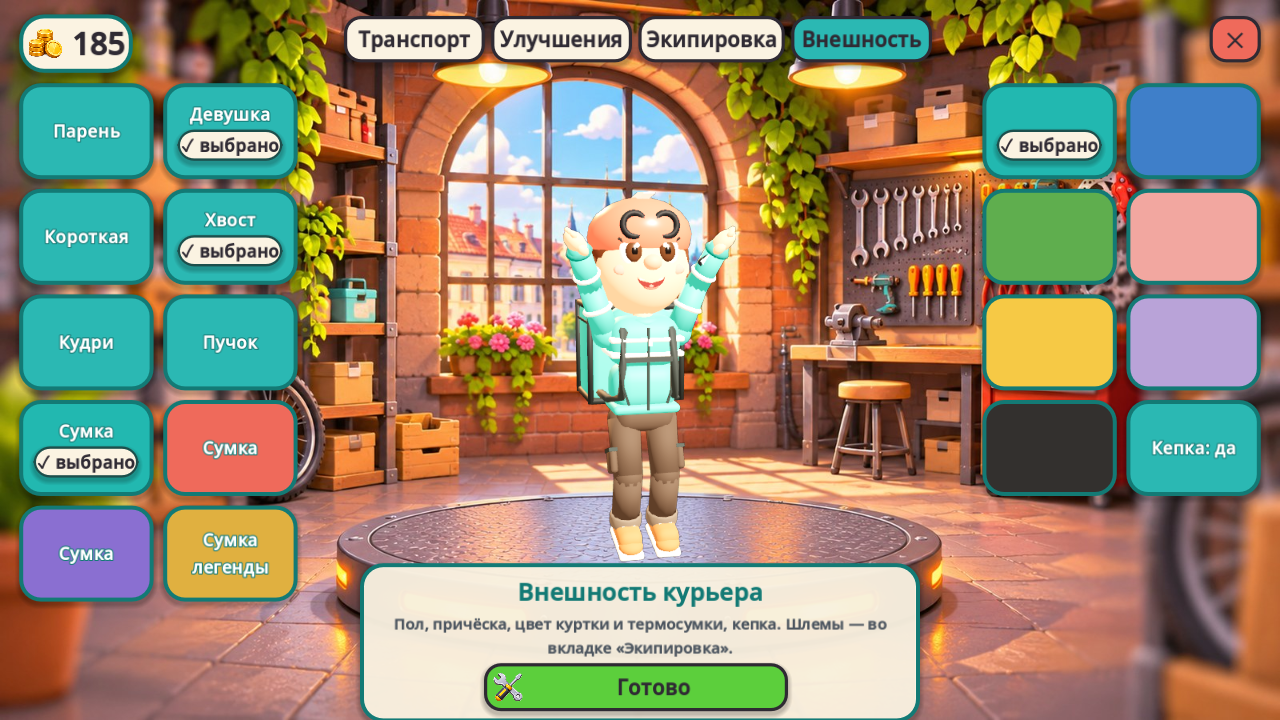 185
Транспорт
Улучшения
Экипировка
Внешность
Парень
Девушка
✓ выбрано
Короткая
Хвост
✓ выбрано
Кудри
Пучок
Сумка
✓ выбрано
Сумка
Сумка
Сумка
легенды
✓ выбрано
Кепка: да
Внешность курьера
Пол, причёска, цвет куртки и термосумки, кепка. Шлемы — во
вкладке «Экипировка».
Готово